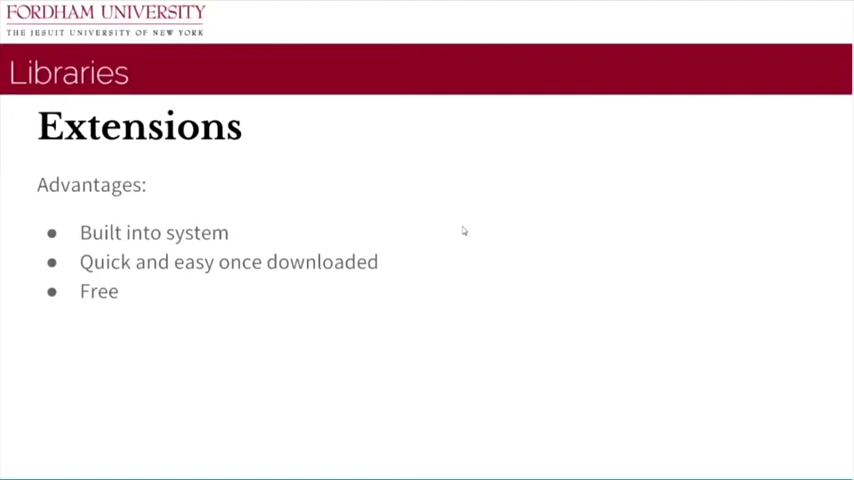 FORDHAM UNIVERSITY
THE JESUIT UNIVERSITY OF NEW YORK
Libraries
Extensions
Advantages:
● Built into system
● Quick and easy once downloaded
● Free